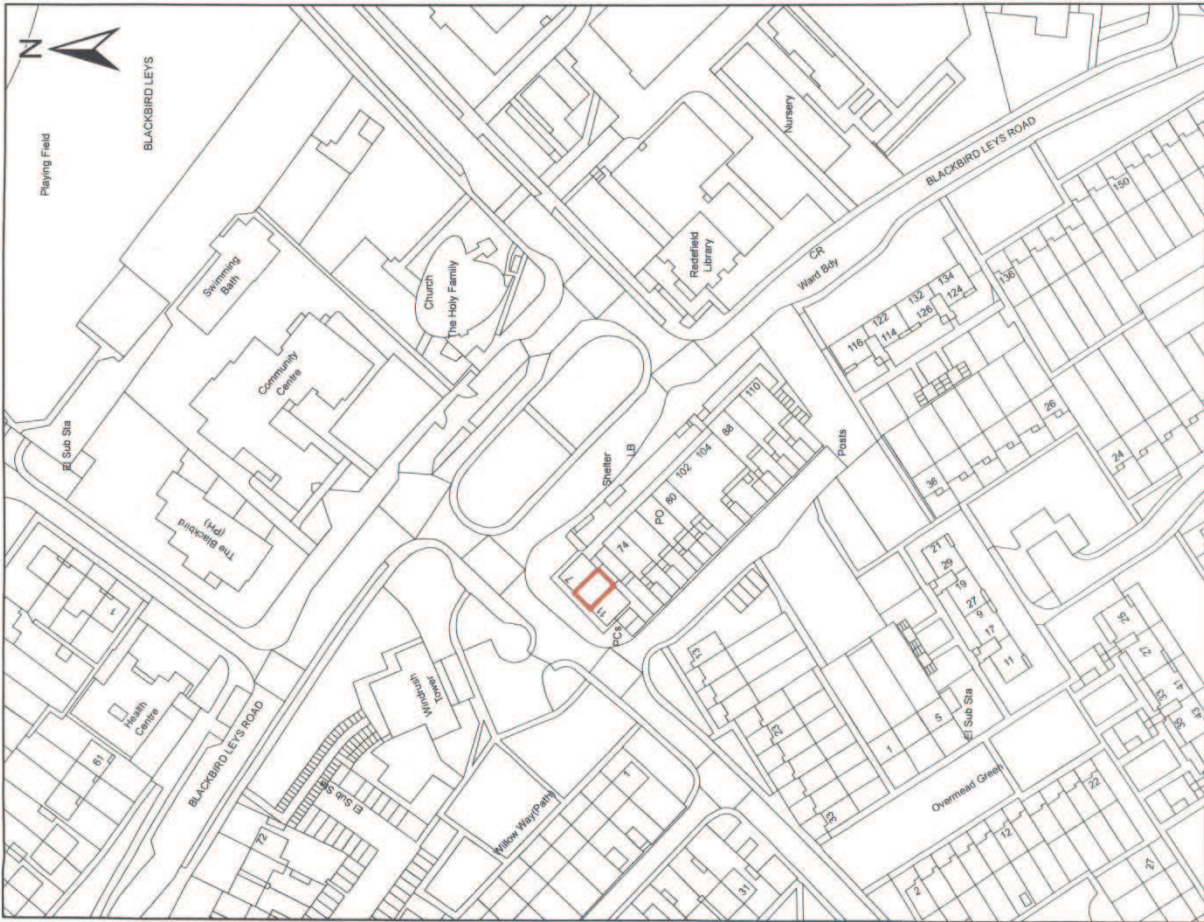 N
Playing Field
BLACKBIRD LEYS
El Sub Sta
Swimming
Bath
Community
Centre
Church
The Holy Family
The Blackbird
(PH)
1
Health
Centre
61
BLACKBIRD LEYS ROAD
72
El Sub Sta
Windrush
Tower
Willow Way(Path)
1
31
Nursery
Redefield
Library
BLACKBIRD LEYS ROAD
CR
Ward Bdy
Shelter
LB
7
11
PCs
74
PO
80
102
104
88
110
Posts
116
122
114
132
126
134
124
136
150
36
26
24
13
23
33
1
5
El Sub Sta
21
29
19
27
9
17
11
Overmead Green
2
12
22
27
25
27
33
41
35
43